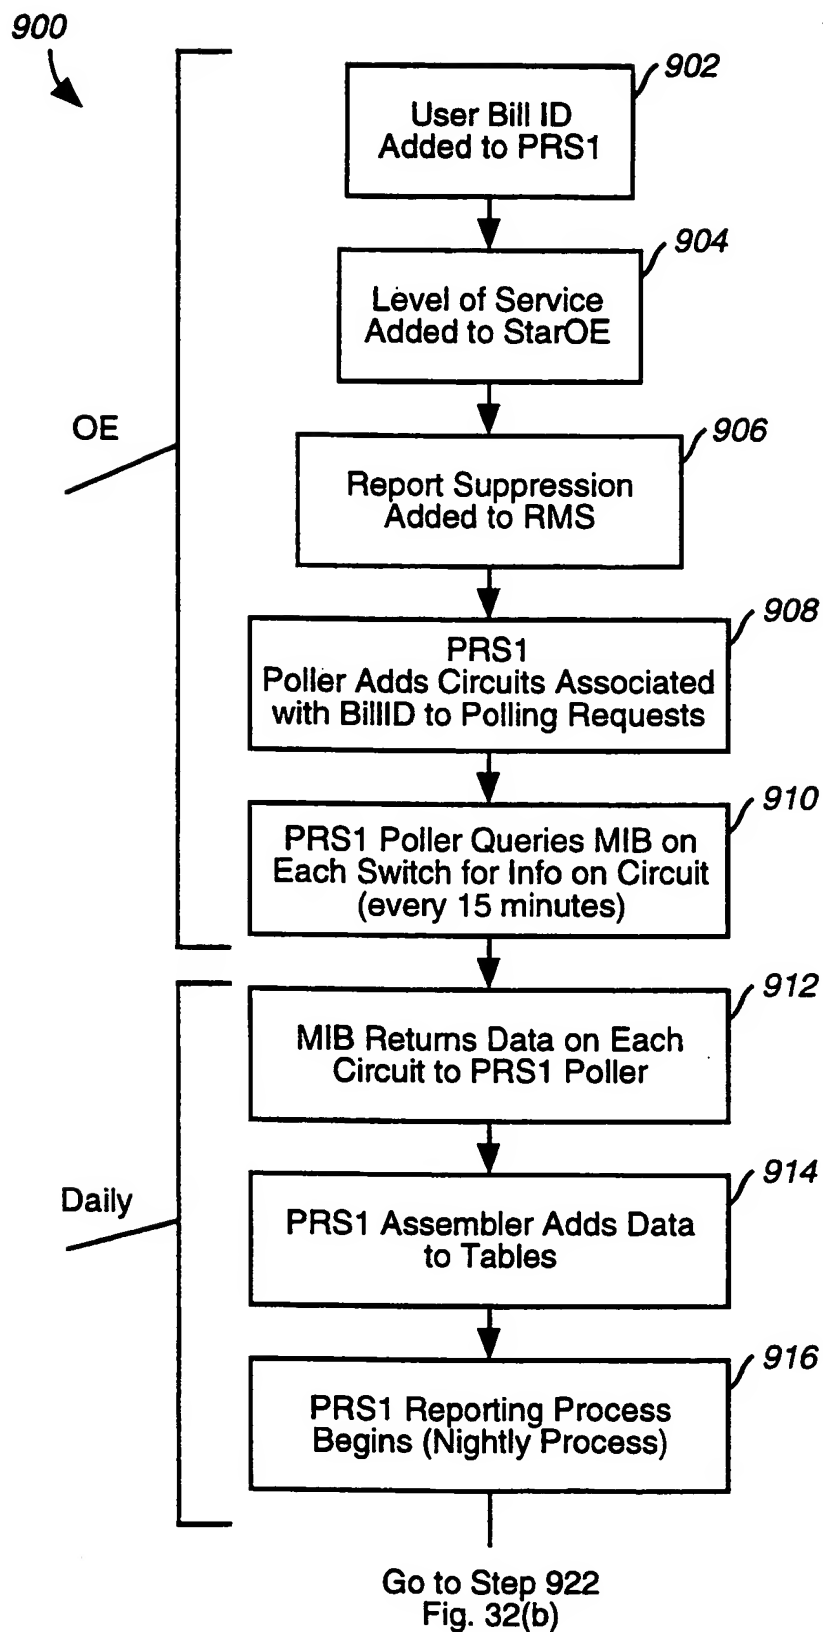 900
902
User Bill ID
Added to PRS1
904
Level of Service
Added to StarOE
OE
906
Report Suppression
Added to RMS
908
PRS1
Poller Adds Circuits Associated
with BillID to Polling Requests
910
PRS1 Poller Queries MIB on
Each Switch for Info on Circuit
(every 15 minutes)
912
MIB Returns Data on Each
Circuit to PRS1 Poller
Daily
914
PRS1 Assembler Adds Data
to Tables
916
PRS1 Reporting Process
Begins (Nightly Process)
Go to Step 922
Fig. 32(b)